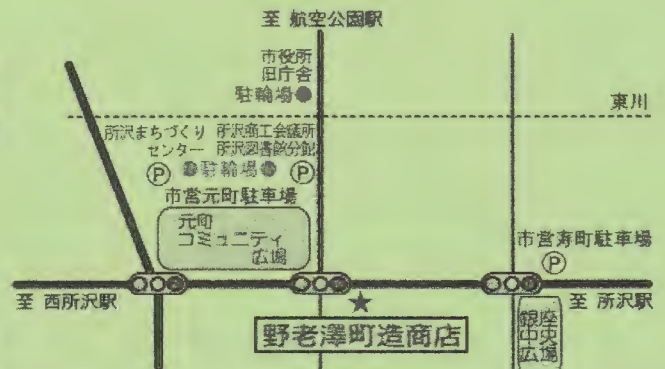 至 航空公園駅
市役所
旧庁舎
駐輪場●
東川
所沢まちづくり
センター
所沢商工会議所
所沢図書館分館
Ⓟ ●駐輪場● Ⓟ
市営元町駐車場
元町
コミュニティ
広場
市営寿町駐車場
Ⓟ
至 西所沢駅
★
至 所沢駅
野老澤町造商店
銀座
中央
広場